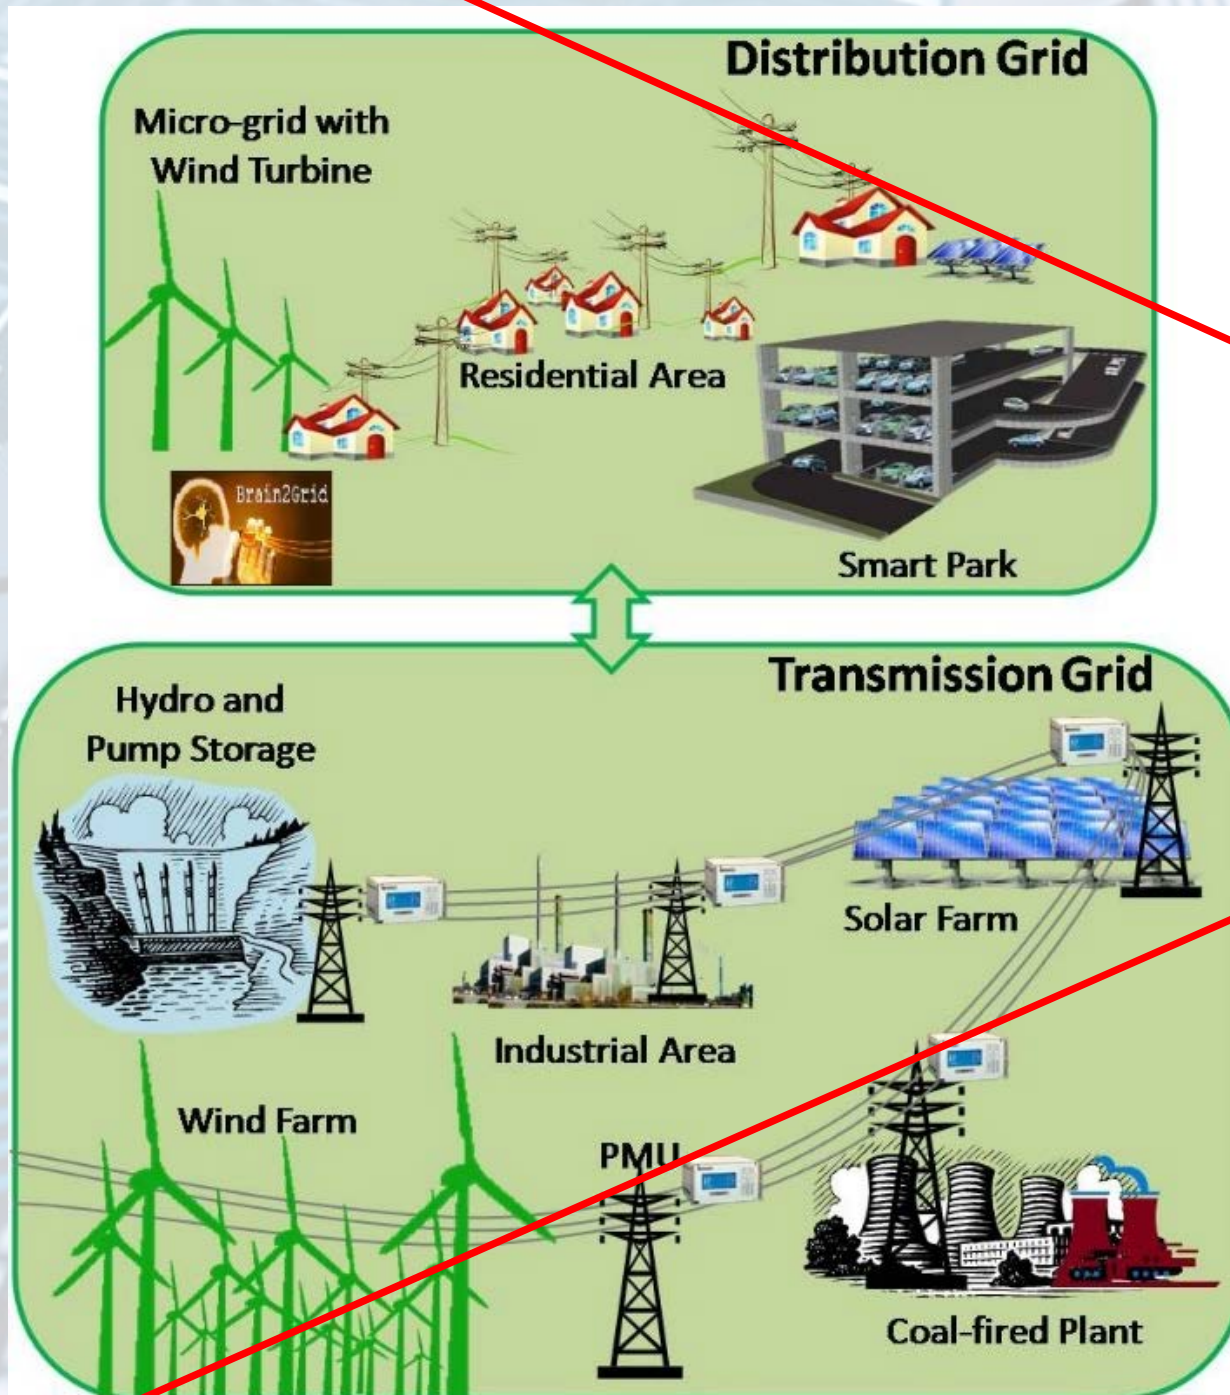 Distribution Grid
Micro-grid with
Wind Turbine
Residential Area
Brain2Grid
Smart Park
Transmission Grid
Hydro and
Pump Storage
Solar Farm
Industrial Area
Wind Farm
PMU
Coal-fired Plant